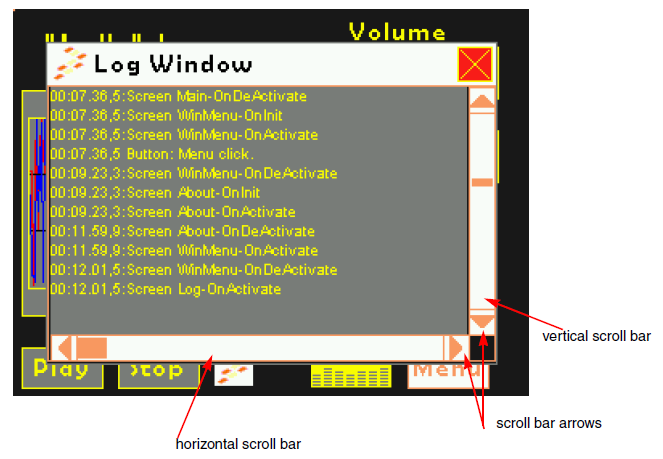 Volume
Log Window
00:07.36,5:Screen Main-OnDeActivate
00:07.36,5:Screen WinMenu-OnInit
00:07.36,5:Screen WinMenu-OnActivate
00:07.36,5 Button: Menu click.
00:09.23,3:Screen WinMenu-OnDeActivate
00:09.23,3:Screen About-OnInit
00:09.23,3:Screen About-OnActivate
00:11.59,9:Screen About-OnDeActivate
00:11.59,9:Screen WinMenu-OnActivate
00:12.01,5:Screen WinMenu-OnDeActivate
00:12.01,5:Screen Log-OnActivate
vertical scroll bar
Play Stop Menu
scroll bar arrows
horizontal scroll bar